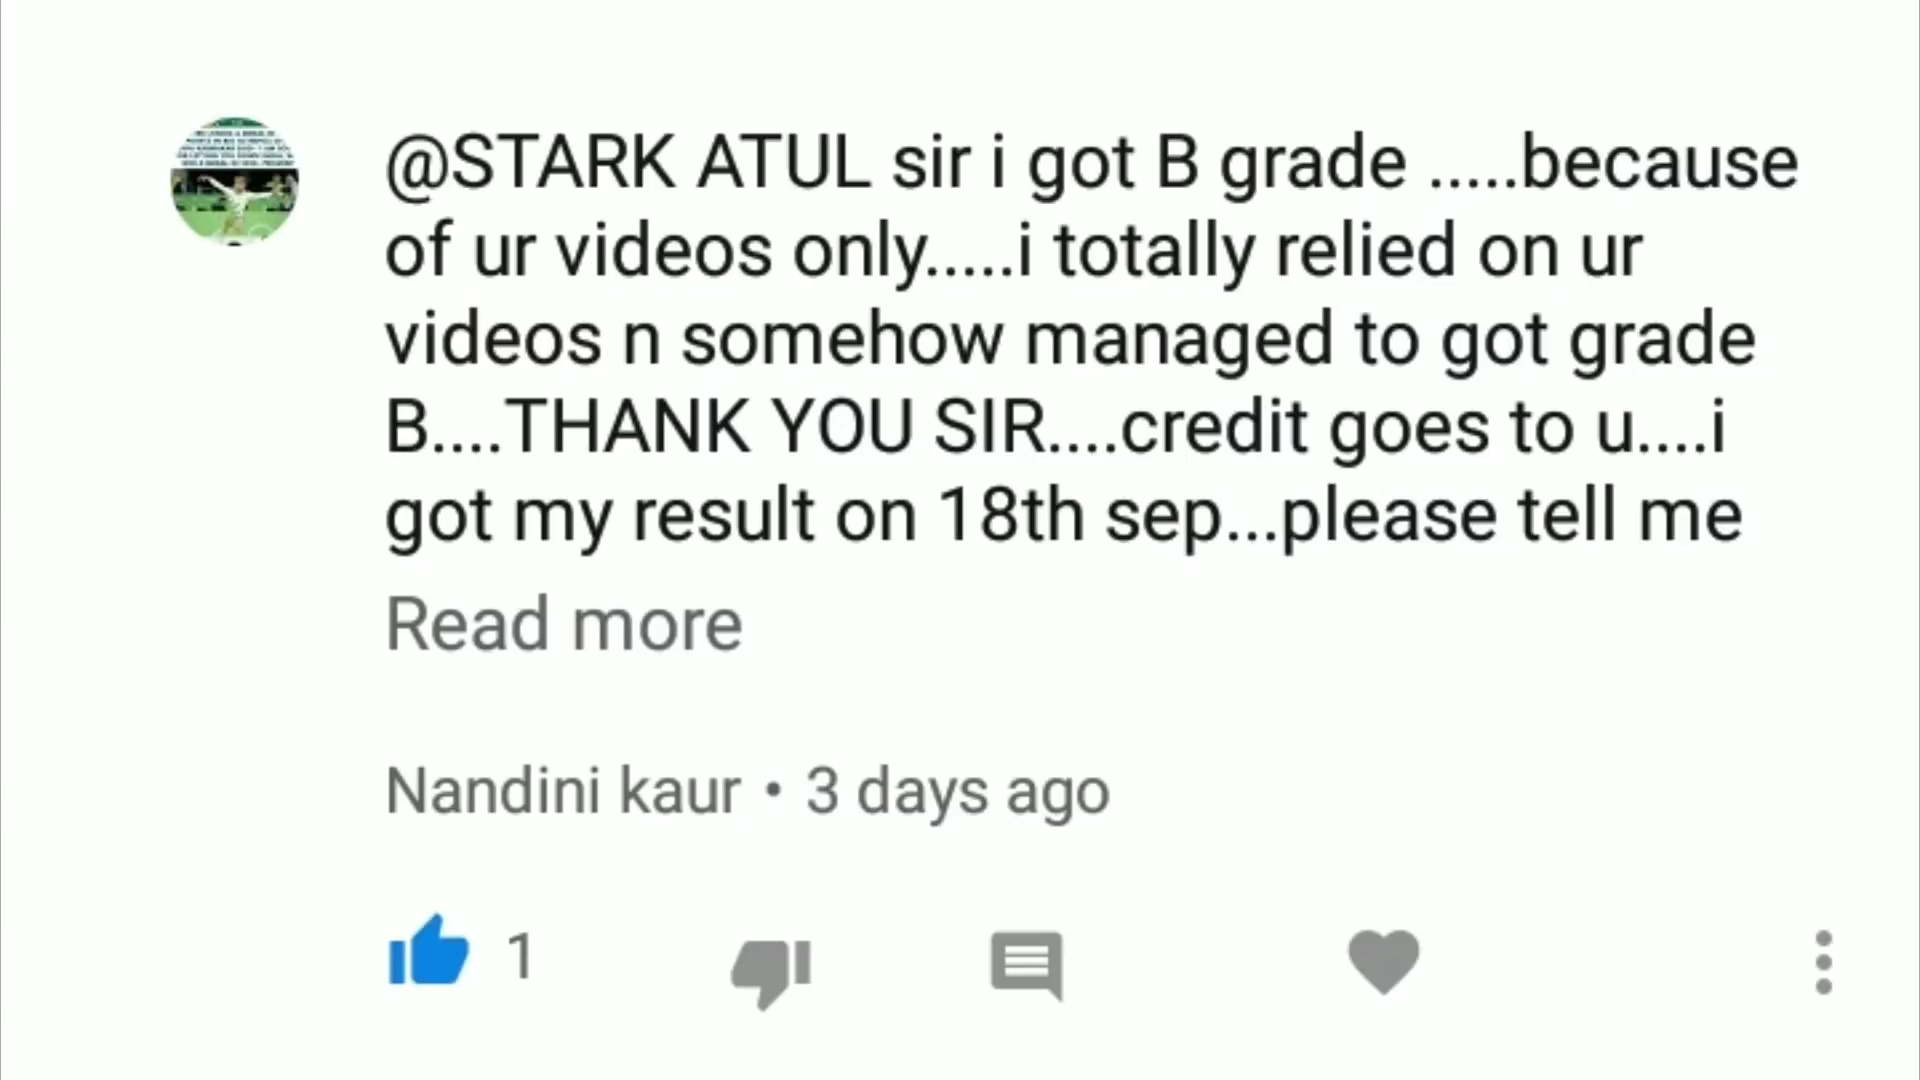 @STARK ATUL sir i got B grade .....because
of ur videos only.....i totally relied on ur
videos n somehow managed to got grade
B....THANK YOU SIR....credit goes to u....i
got my result on 18th sep...please tell me
Read more
Nandini kaur • 3 days ago
1